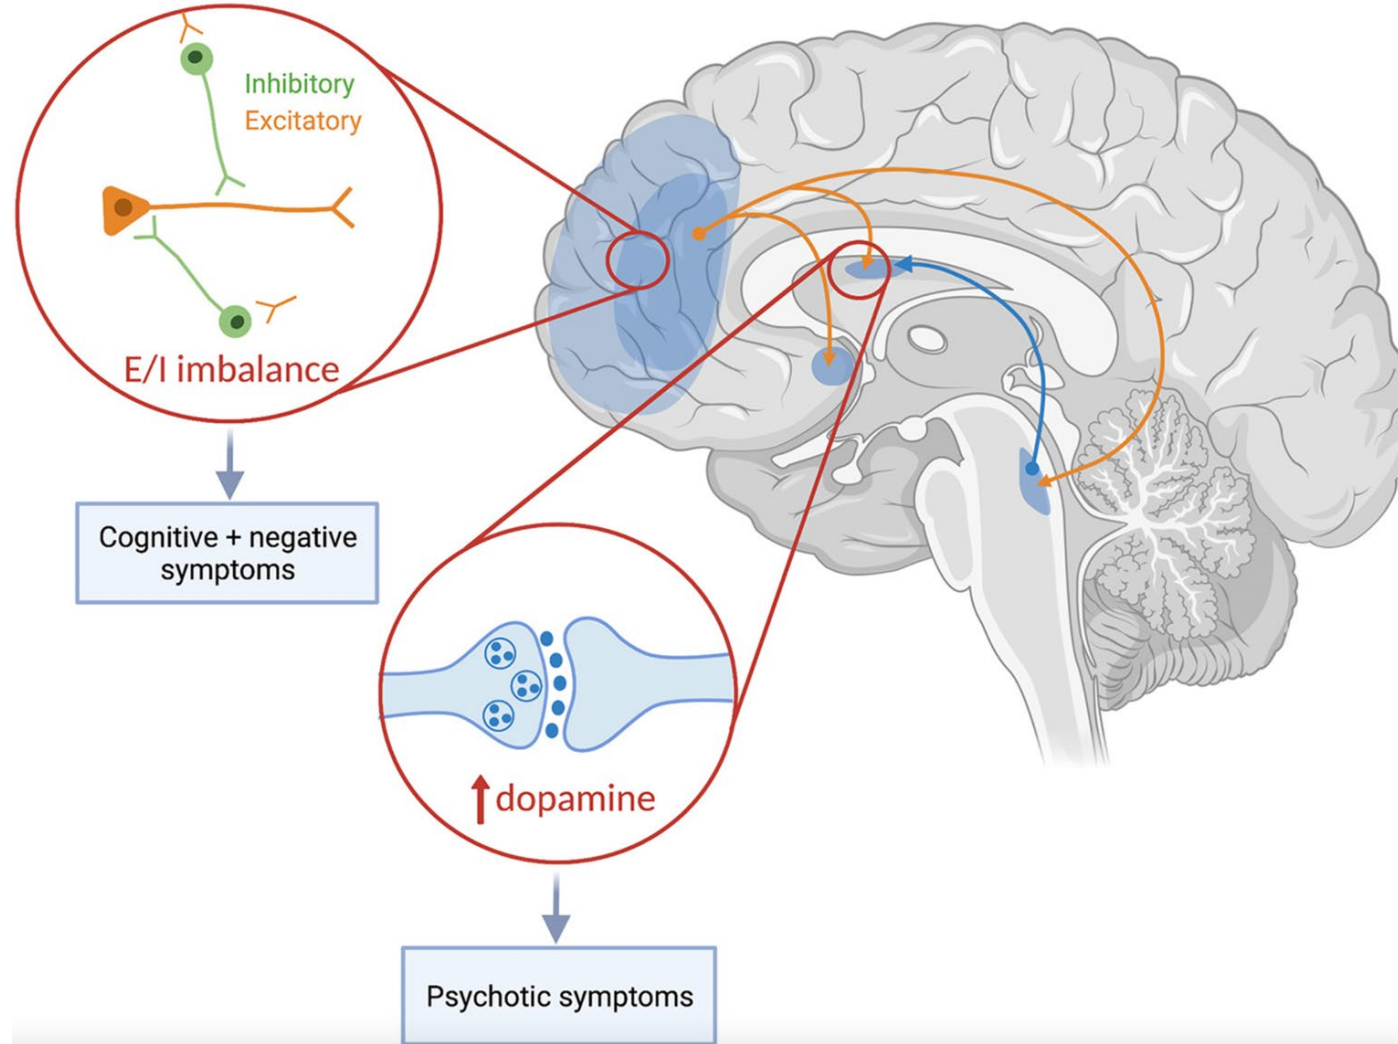 Inhibitory
Excitatory
E/I imbalance
Cognitive + negative
symptoms
dopamine
Psychotic symptoms